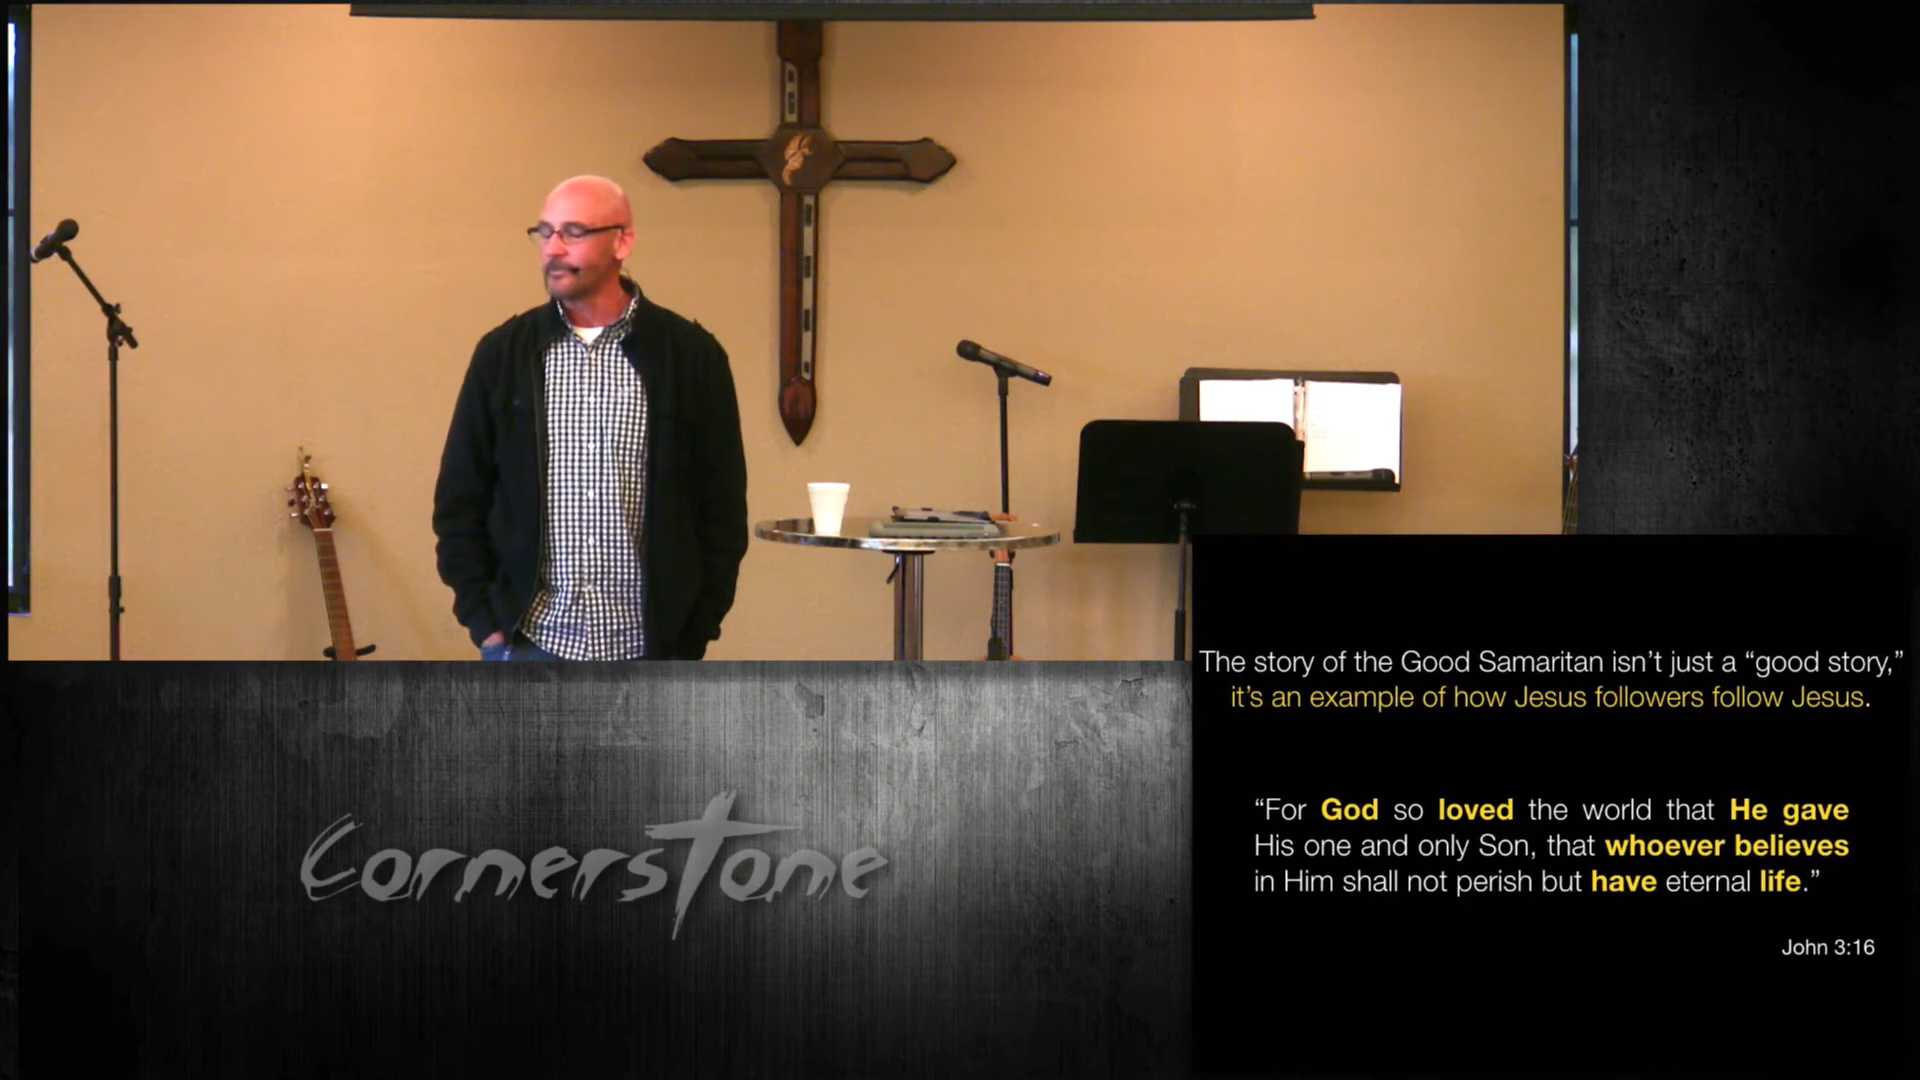 The story of the Good Samaritan isn’t just a “good story,”
it’s an example of how Jesus followers follow Jesus.
“For God so loved the world that He gave
His one and only Son, that whoever believes
in Him shall not perish but have eternal life.”
John 3:16
Cornerstone